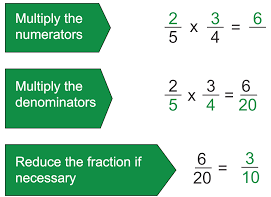 Multiply the
numerators
2/5 x 3/4 = 6
Multiply the
denominators
2/5 x 3/4 = 6/20
Reduce the fraction if
necessary
6/20 = 3/10